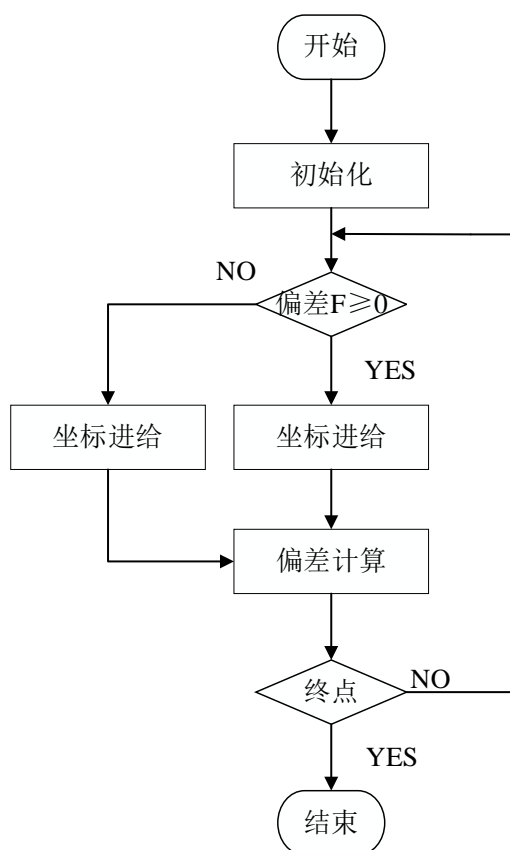 开始
初始化
NO
偏差F≥0
YES
坐标进给
坐标进给
偏差计算
终点
NO
YES
结束